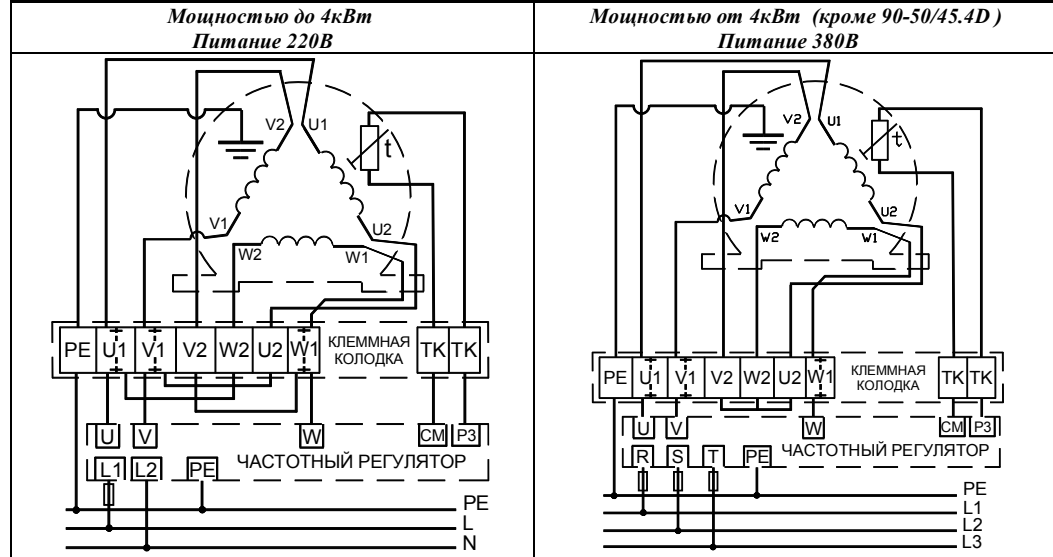 Мощностью до 4кВт
Питание 220В
V2 U1
t
V1
U2
W2 W1
PE U1 V1 V2 W2 U2 W1 КЛЕММНАЯ КОЛОДКА TK TK
U V W CM P3
ЧАСТОТНЫЙ РЕГУЛЯТОР
L1 L2 PE
PE
L
N
Мощностью от 4кВт (кроме 90-50/45.4D )
Питание 380В
V2 U1
t
V1
U2
W2 W1
PE U1 V1 V2 W2 U2 W1 КЛЕММНАЯ КОЛОДКА TK TK
U V W CM P3
ЧАСТОТНЫЙ РЕГУЛЯТОР
R S T PE
PE
L1
L2
L3